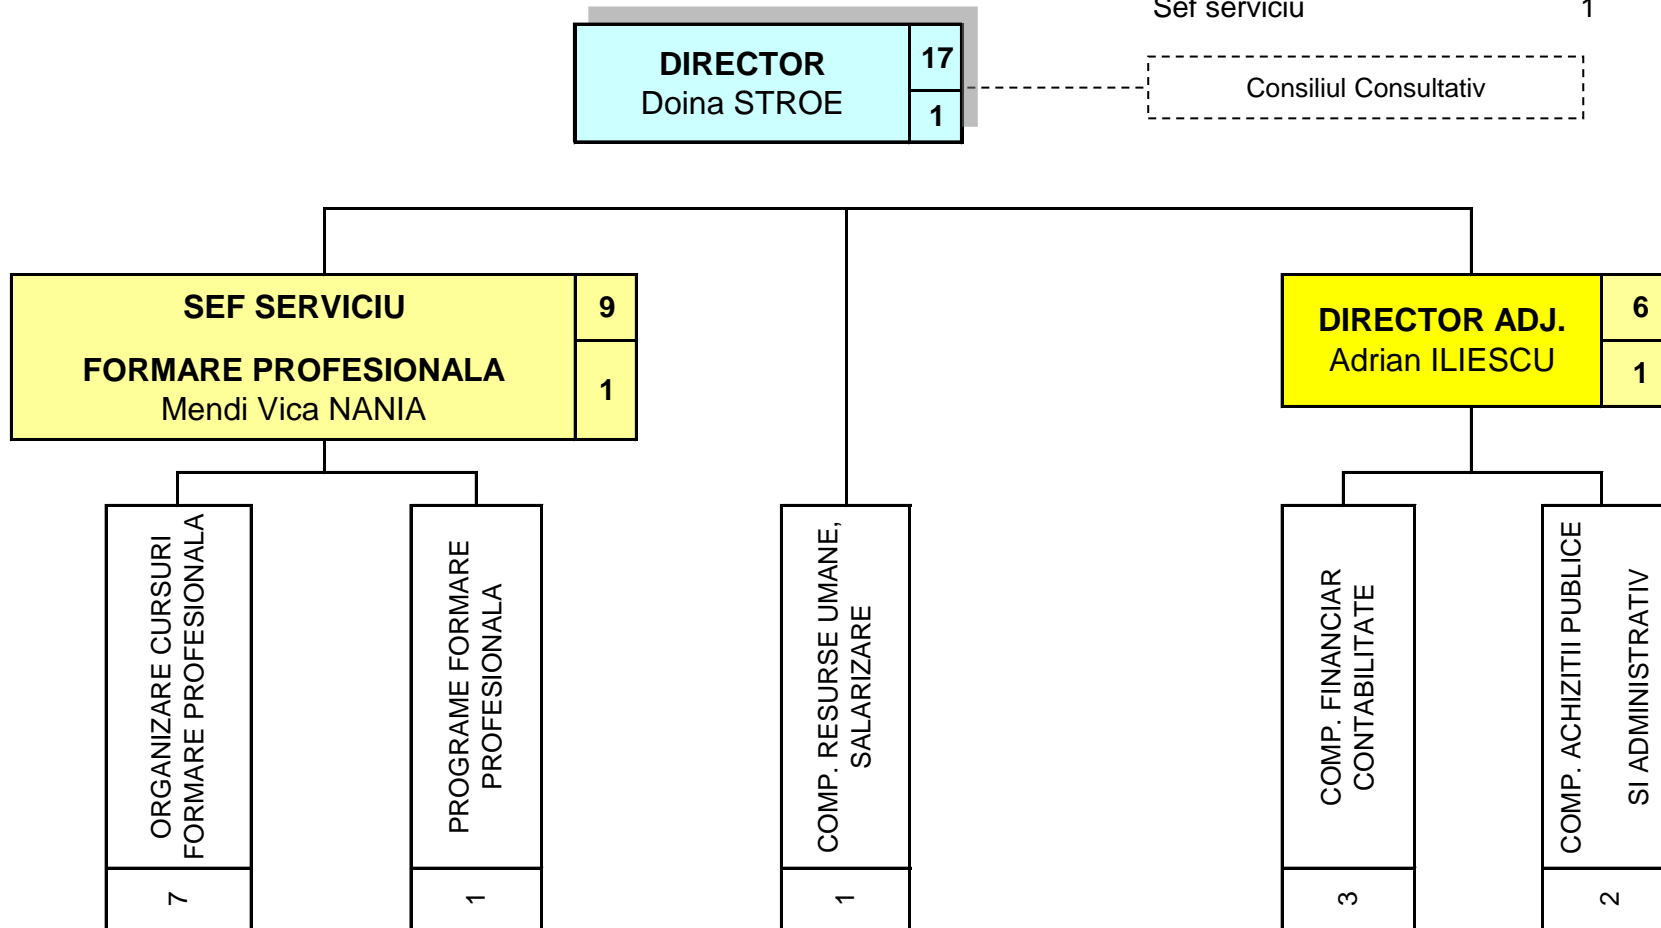 Sef serviciu 1
DIRECTOR
Doina STROE
17
1
Consiliul Consultativ
SEF SERVICIU
FORMARE PROFESIONALA
Mendi Vica NANIA
9
1
DIRECTOR ADJ.
Adrian ILIESCU
6
1
ORGANIZARE CURSURI
FORMARE PROFESIONALA
7
PROGRAME FORMARE
PROFESIONALA
1
COMP. RESURSE UMANE,
SALARIZARE
1
COMP. FINANCIAR
CONTABILITATE
3
COMP. ACHIZITII PUBLICE
SI ADMINISTRATIV
2